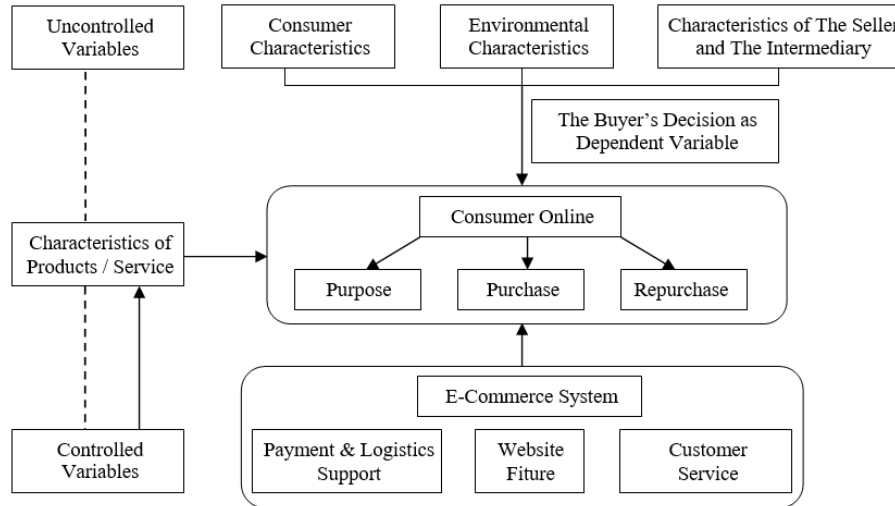 Uncontrolled
Variables
Consumer
Characteristics
Environmental
Characteristics
Characteristics of The Seller
and The Intermediary
The Buyer's Decision as
Dependent Variable
Consumer Online
Characteristics of
Products / Service
Purpose
Purchase
Repurchase
E-Commerce System
Controlled
Variables
Payment & Logistics
Support
Website
Fiture
Customer
Service